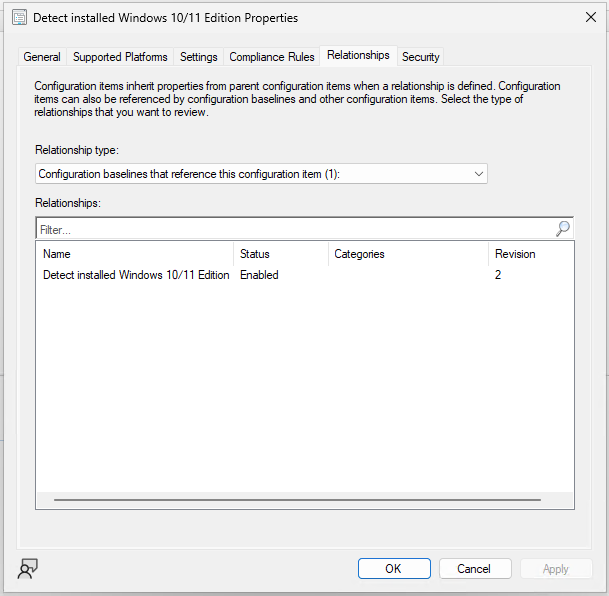 Detect installed Windows 10/11 Edition Properties
General Supported Platforms Settings Compliance Rules Relationships Security
Configuration items inherit properties from parent configuration items when a relationship is defined. Configuration
items can also be referenced by configuration baselines and other configuration items. Select the type of
relationships that you want to review.
Relationship type:
Configuration baselines that reference this configuration item (1):
Relationships:
Filter...
Name Status Categories Revision
Detect installed Windows 10/11 Edition Enabled 2
OK Cancel Apply